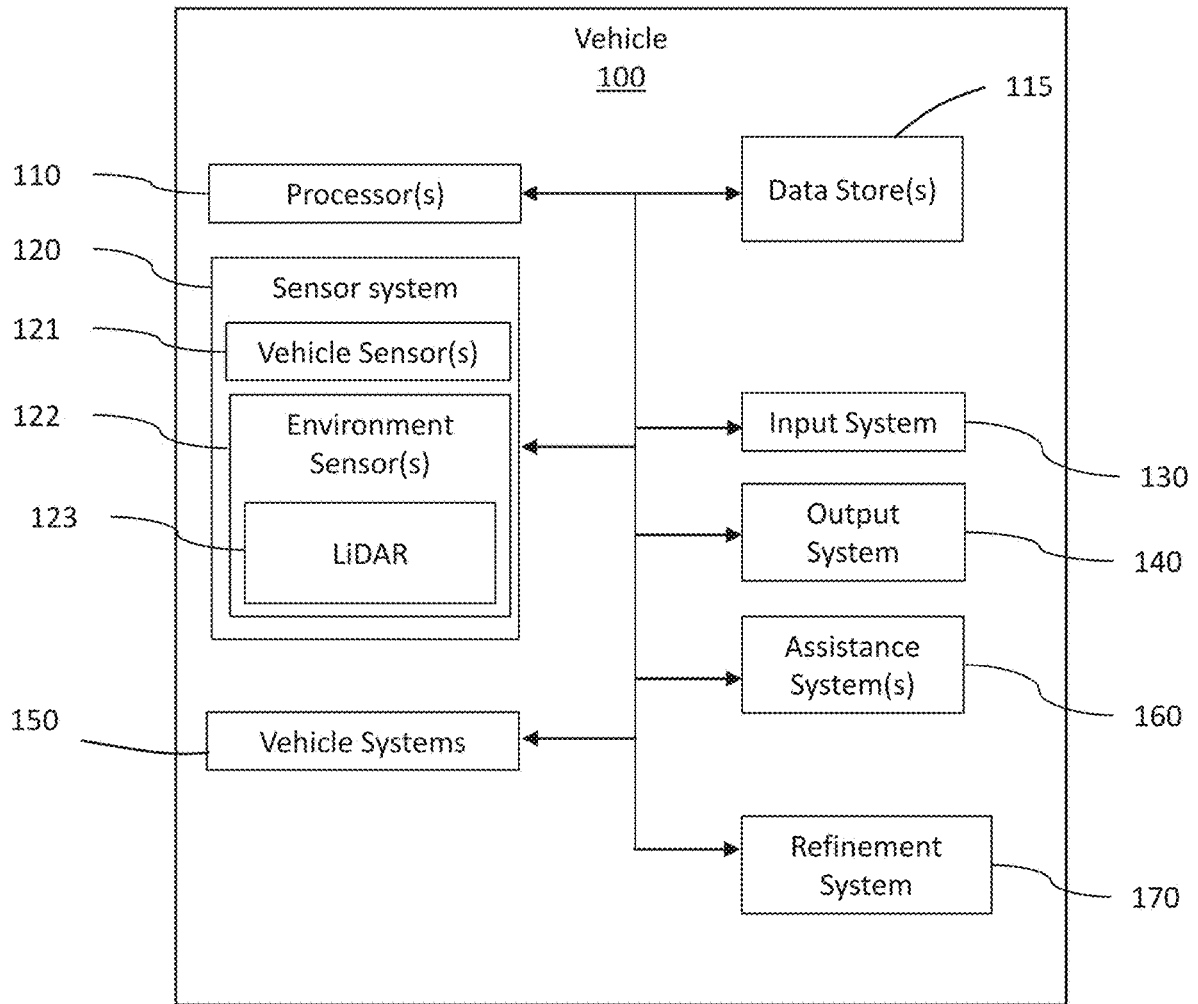 Vehicle
100
115
110
Processor(s)
Data Store(s)
120
Sensor system
121
Vehicle Sensor(s)
122
Environment
Sensor(s)
123
LiDAR
Input System
130
Output
System
140
Assistance
System(s)
160
150
Vehicle Systems
Refinement
System
170